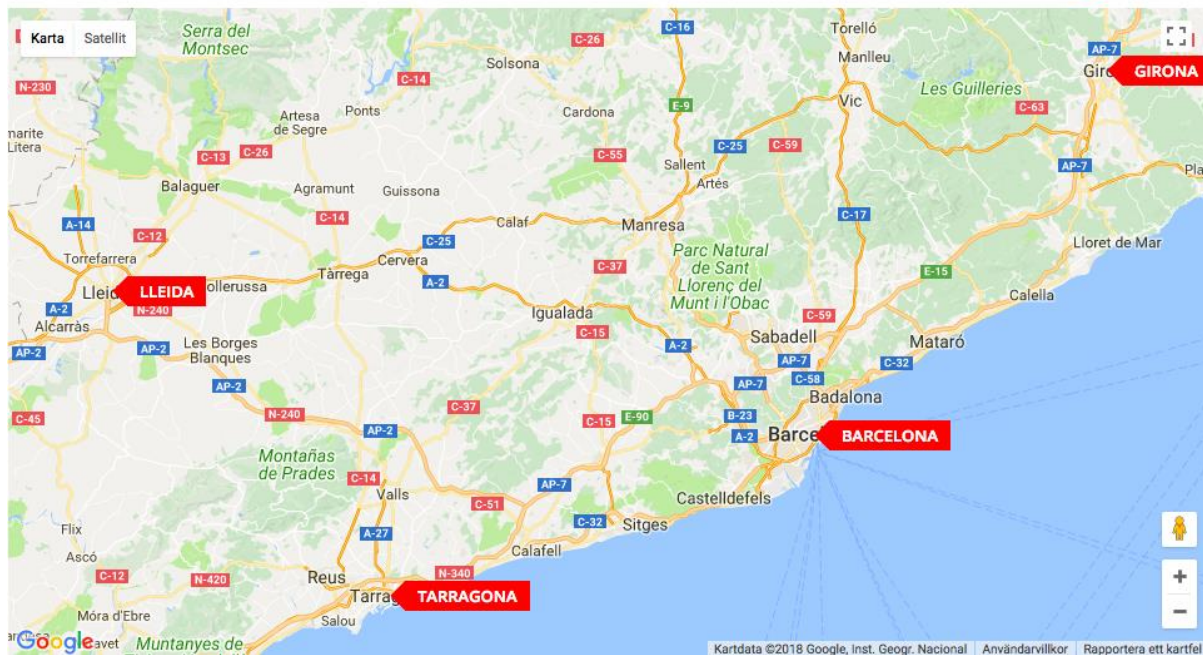 Karta
Satellit
Serra del
Montsec
C-26
C-16
Torelló
AP-7
Solsona
Manlleu
GIRONA
N-230
C-14
Les Guilleries
Vic
Artesa
de Segre
Ponts
Cardona
E-9
C-63
C-25
C-59
C-13
C-26
C-55
Sallent
AP-7
Balaguer
Agramunt
Guissona
Artés
A-14
C-14
Calaf
Manresa
C-17
C-12
C-25
Lloret de Mar
Torrefarrera
Cervera
Parc Natural
de Sant
Llorenç del
Munt i l'Obac
Tàrrega
C-37
E-15
LLEIDA
A-2
Calella
A-2
N-240
Igualada
C-59
Alcarràs
C-15
Sabadell
Mataró
AP-2
AP-2
Les Borges
Blanques
A-2
AP-7
C-32
AP-2
AP-7
C-58
Badalona
C-45
N-240
C-37
E-90
B-23
C-15
AP-2
A-2
BARCELONA
Montañas
de Prades
C-14
AP-7
Valls
C-51
Castelldefels
Flix
A-27
C-32
Sitges
Ascó
Calafell
C-12
N-420
Reus
N-340
TARRAGONA
Móra d'Ebre
Salou
Google
Muntanyes de
Kartdata ©2018 Google, Inst. Geogr. Nacional
Användarvillkor
Rapportera ett kartfel